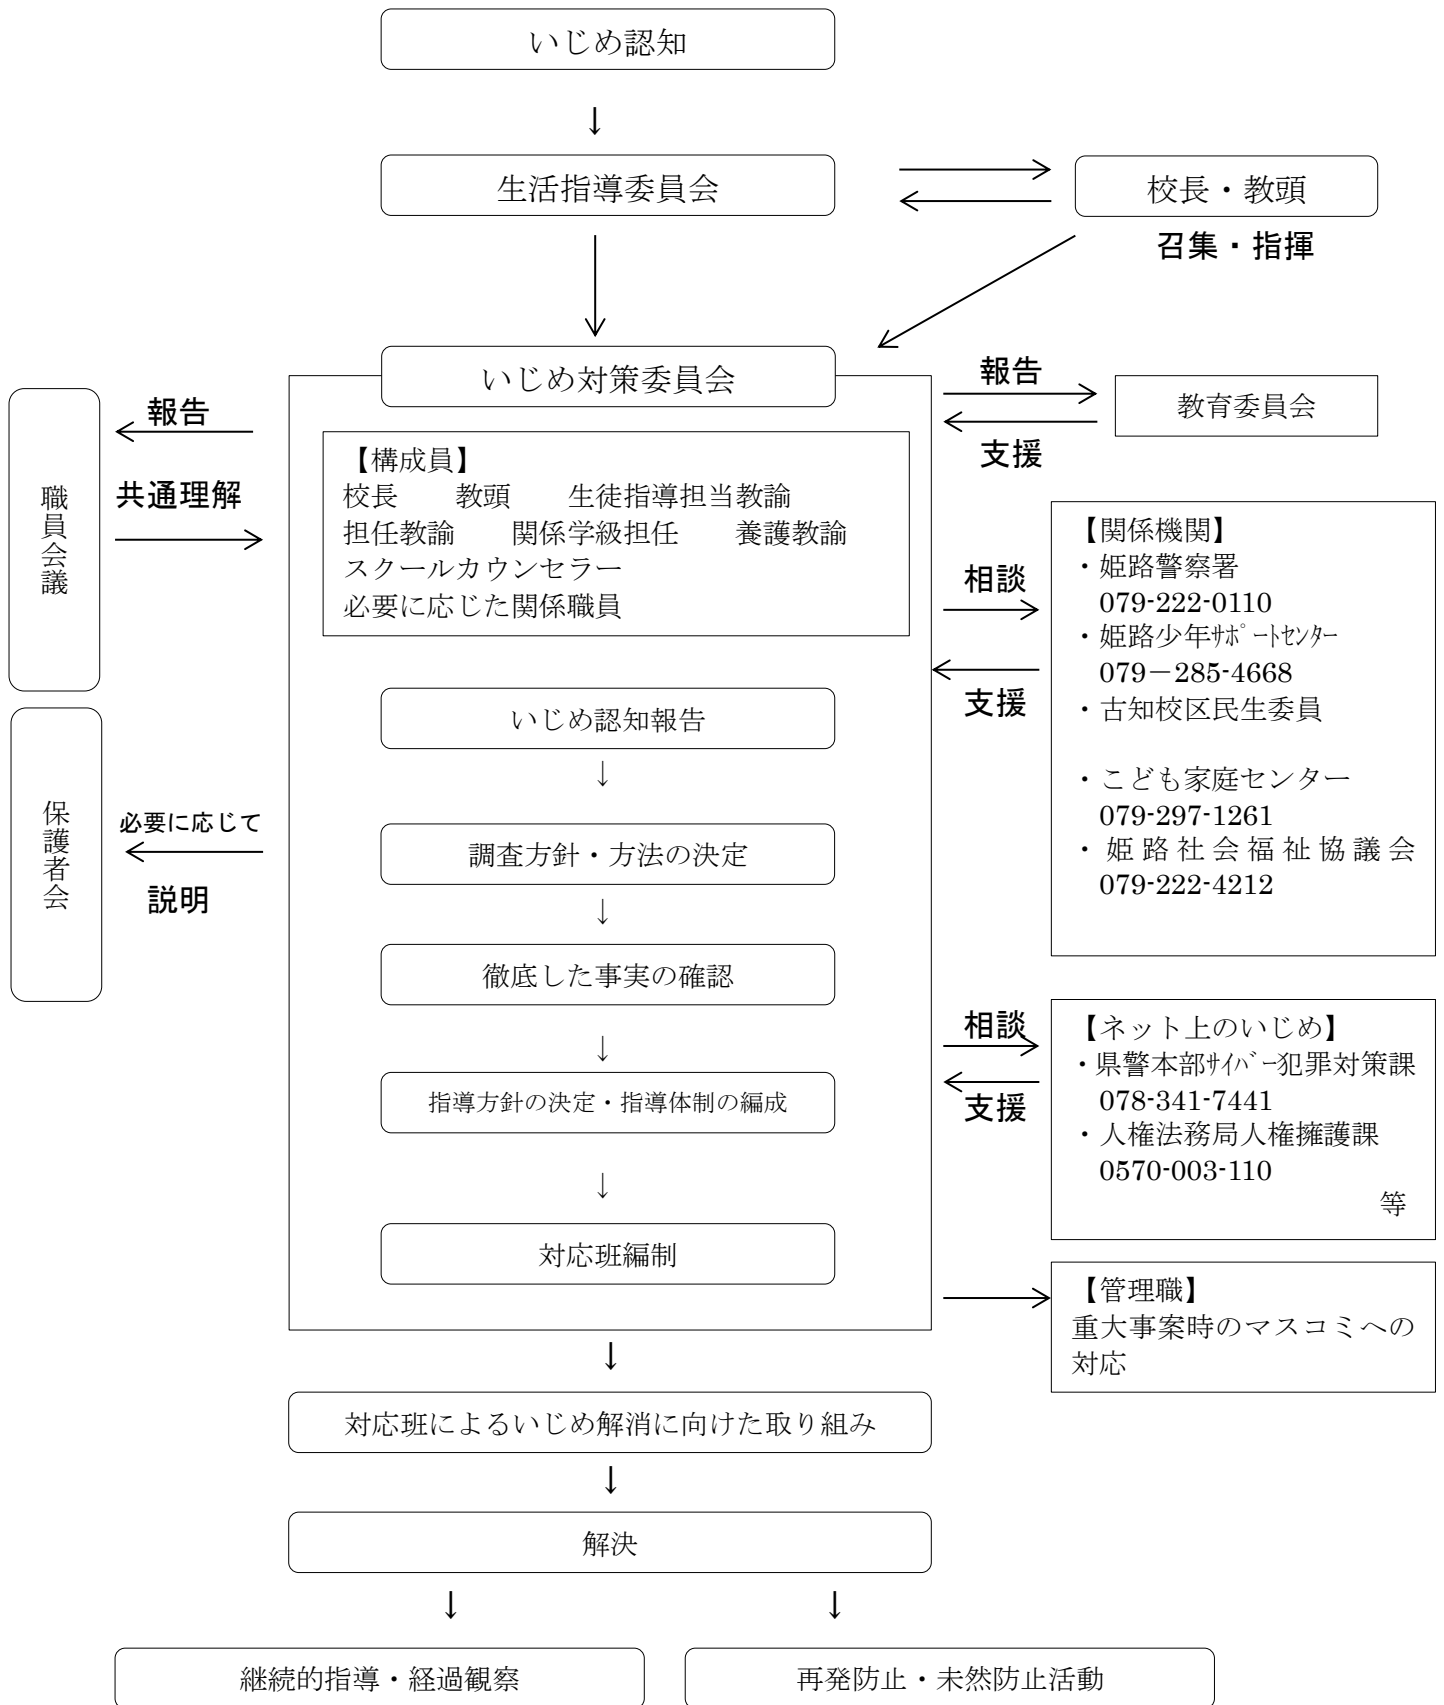 いじめ認知
↓
生活指導委員会
校長・教頭
召集・指揮
いじめ対策委員会
報告
教育委員会
支援
職員会議
報告
共通理解
【構成員】
校長　　教頭　　生徒指導担当教諭
担任教諭　　関係学級担任　　養護教諭
スクールカウンセラー
必要に応じた関係職員
相談
支援
【関係機関】
・姫路警察署
079-222-0110
・姫路少年ｻﾎﾟｰﾄｾﾝﾀｰ
079－285-4668
・古知校区民生委員
・こども家庭センター
079-297-1261
・姫路社会福祉協議会
079-222-4212
保護者会
必要に応じて
説明
いじめ認知報告
↓
調査方針・方法の決定
↓
徹底した事実の確認
↓
指導方針の決定・指導体制の編成
↓
対応班編制
相談
支援
【ネット上のいじめ】
・県警本部ｻｲﾊﾞｰ犯罪対策課
078-341-7441
・人権法務局人権擁護課
0570-003-110
等
【管理職】
重大事案時のマスコミへの
対応
↓
対応班によるいじめ解消に向けた取り組み
↓
解決
↓　↓
継続的指導・経過観察
再発防止・未然防止活動